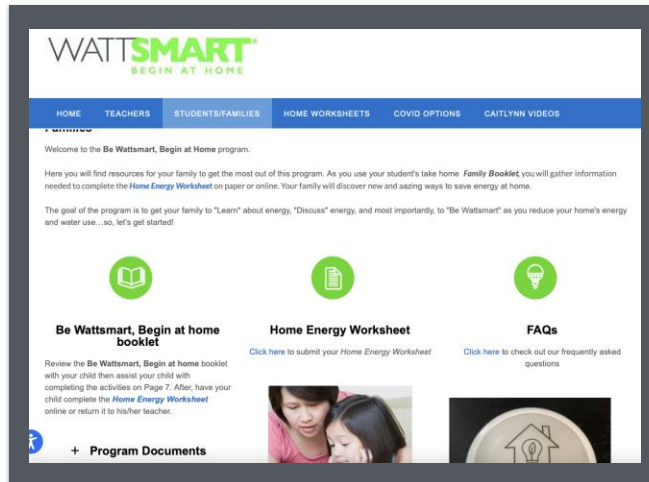 WATTSMART®
BEGIN AT HOME
HOME TEACHERS STUDENTS/FAMILIES HOME WORKSHEETS COVID OPTIONS CAITLYNN VIDEOS
Families
Welcome to the Be Wattsmart, Begin at Home program.
Here you will find resources for your family to get the most out of this program. As you use your student's take home Family Booklet, you will gather information
needed to complete the Home Energy Worksheet on paper or online. Your family will discover new and aazing ways to save energy at home.
The goal of the program is to get your family to "Learn" about energy, "Discuss" energy, and most importantly, to "Be Wattsmart" as you reduce your home's energy
and water use…so, let's get started!
Be Wattsmart, Begin at home
booklet
Review the Be Wattsmart, Begin at home booklet
with your child then assist your child with
completing the activities on Page 7. After, have your
child complete the Home Energy Worksheet
online or return it to his/her teacher.
+ Program Documents
Home Energy Worksheet
Click here to submit your Home Energy Worksheet
FAQs
Click here to check out our frequently asked
questions